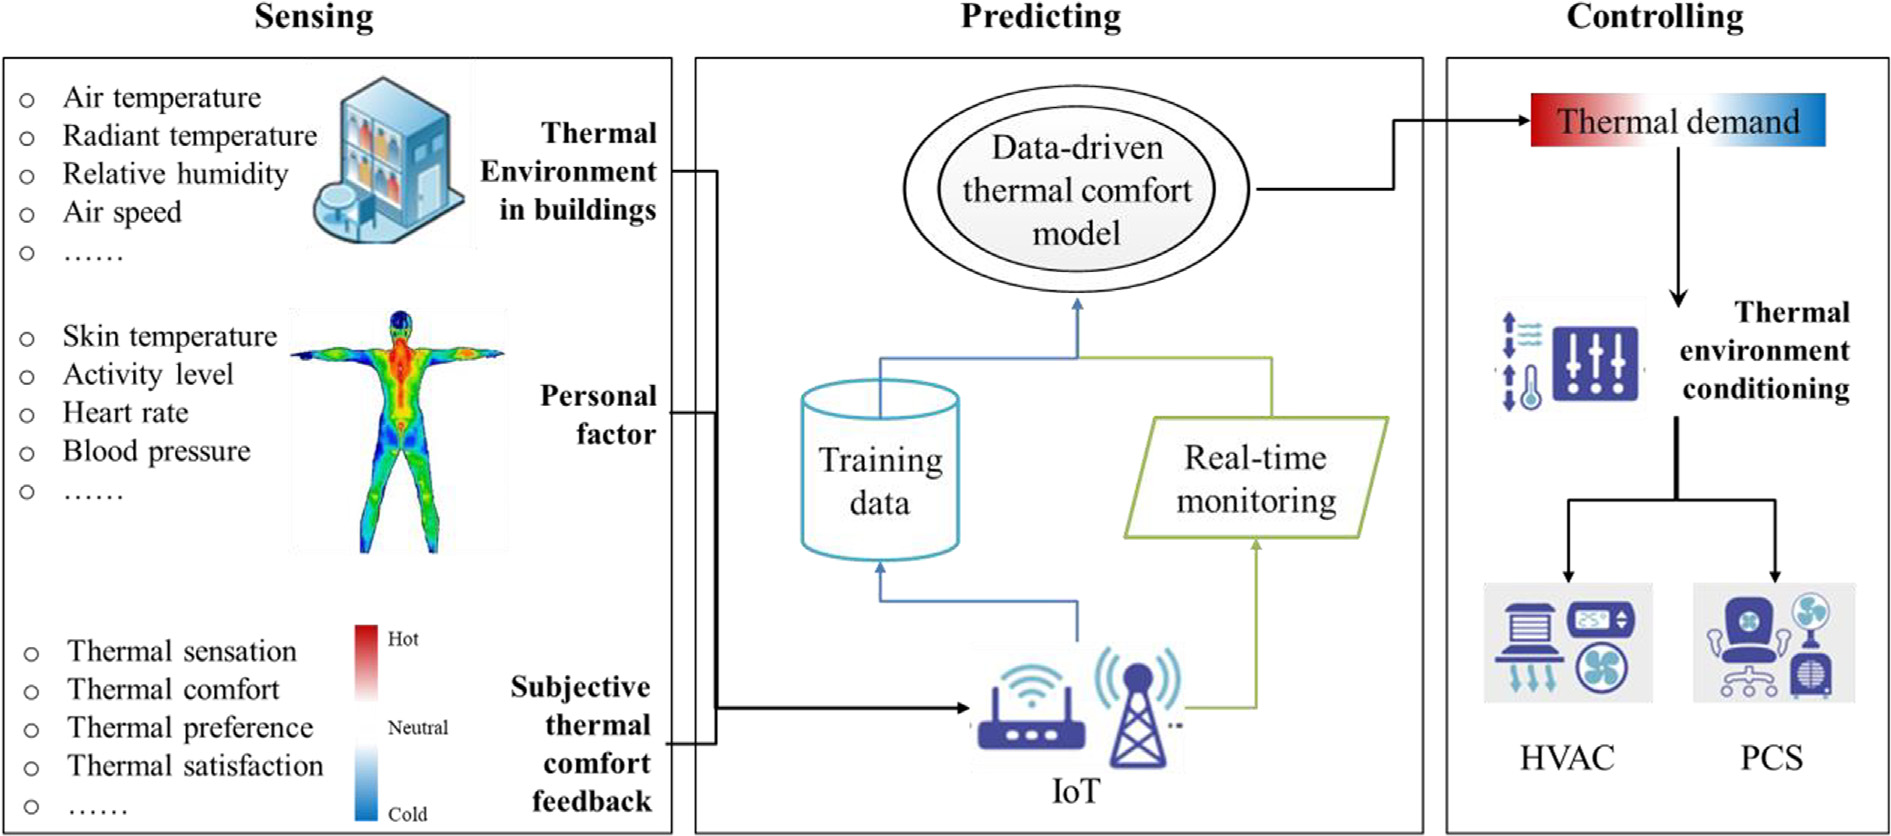 Sensing
Air temperature
Radiant temperature
Relative humidity
Air speed
......
Thermal
Environment
in buildings
Skin temperature
Activity level
Heart rate
Blood pressure
......
Personal
factor
Thermal sensation
Thermal comfort
Thermal preference
Thermal satisfaction
......
Hot
Neutral
Cold
Subjective
thermal
comfort
feedback
Predicting
Data-driven
thermal comfort
model
Training
data
Real-time
monitoring
IoT
Controlling
Thermal demand
Thermal
environment
conditioning
25°
HVAC
PCS